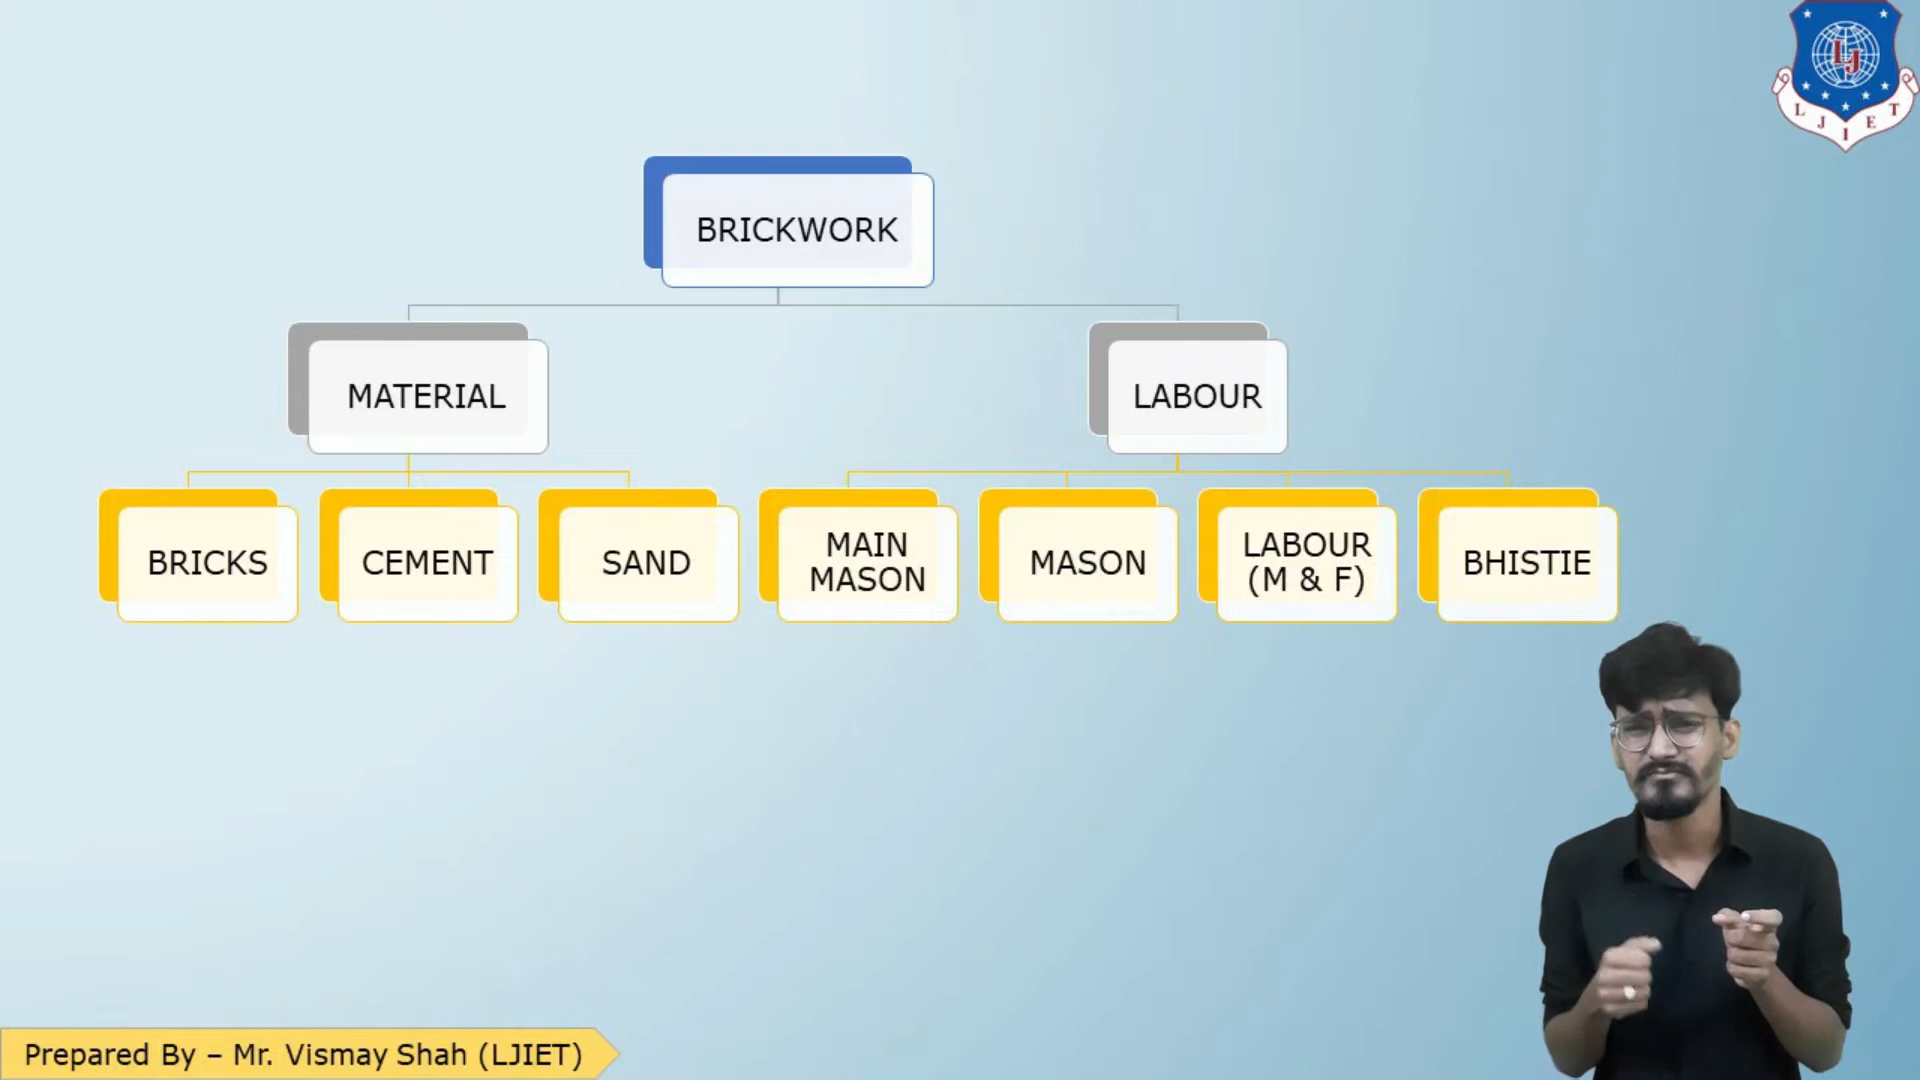 L J
L J I E T
BRICKWORK
MATERIAL
LABOUR
BRICKS
CEMENT
SAND
MAIN
MASON
MASON
LABOUR
(M & F)
BHISTIE
Prepared By – Mr. Vismay Shah (LJIET)